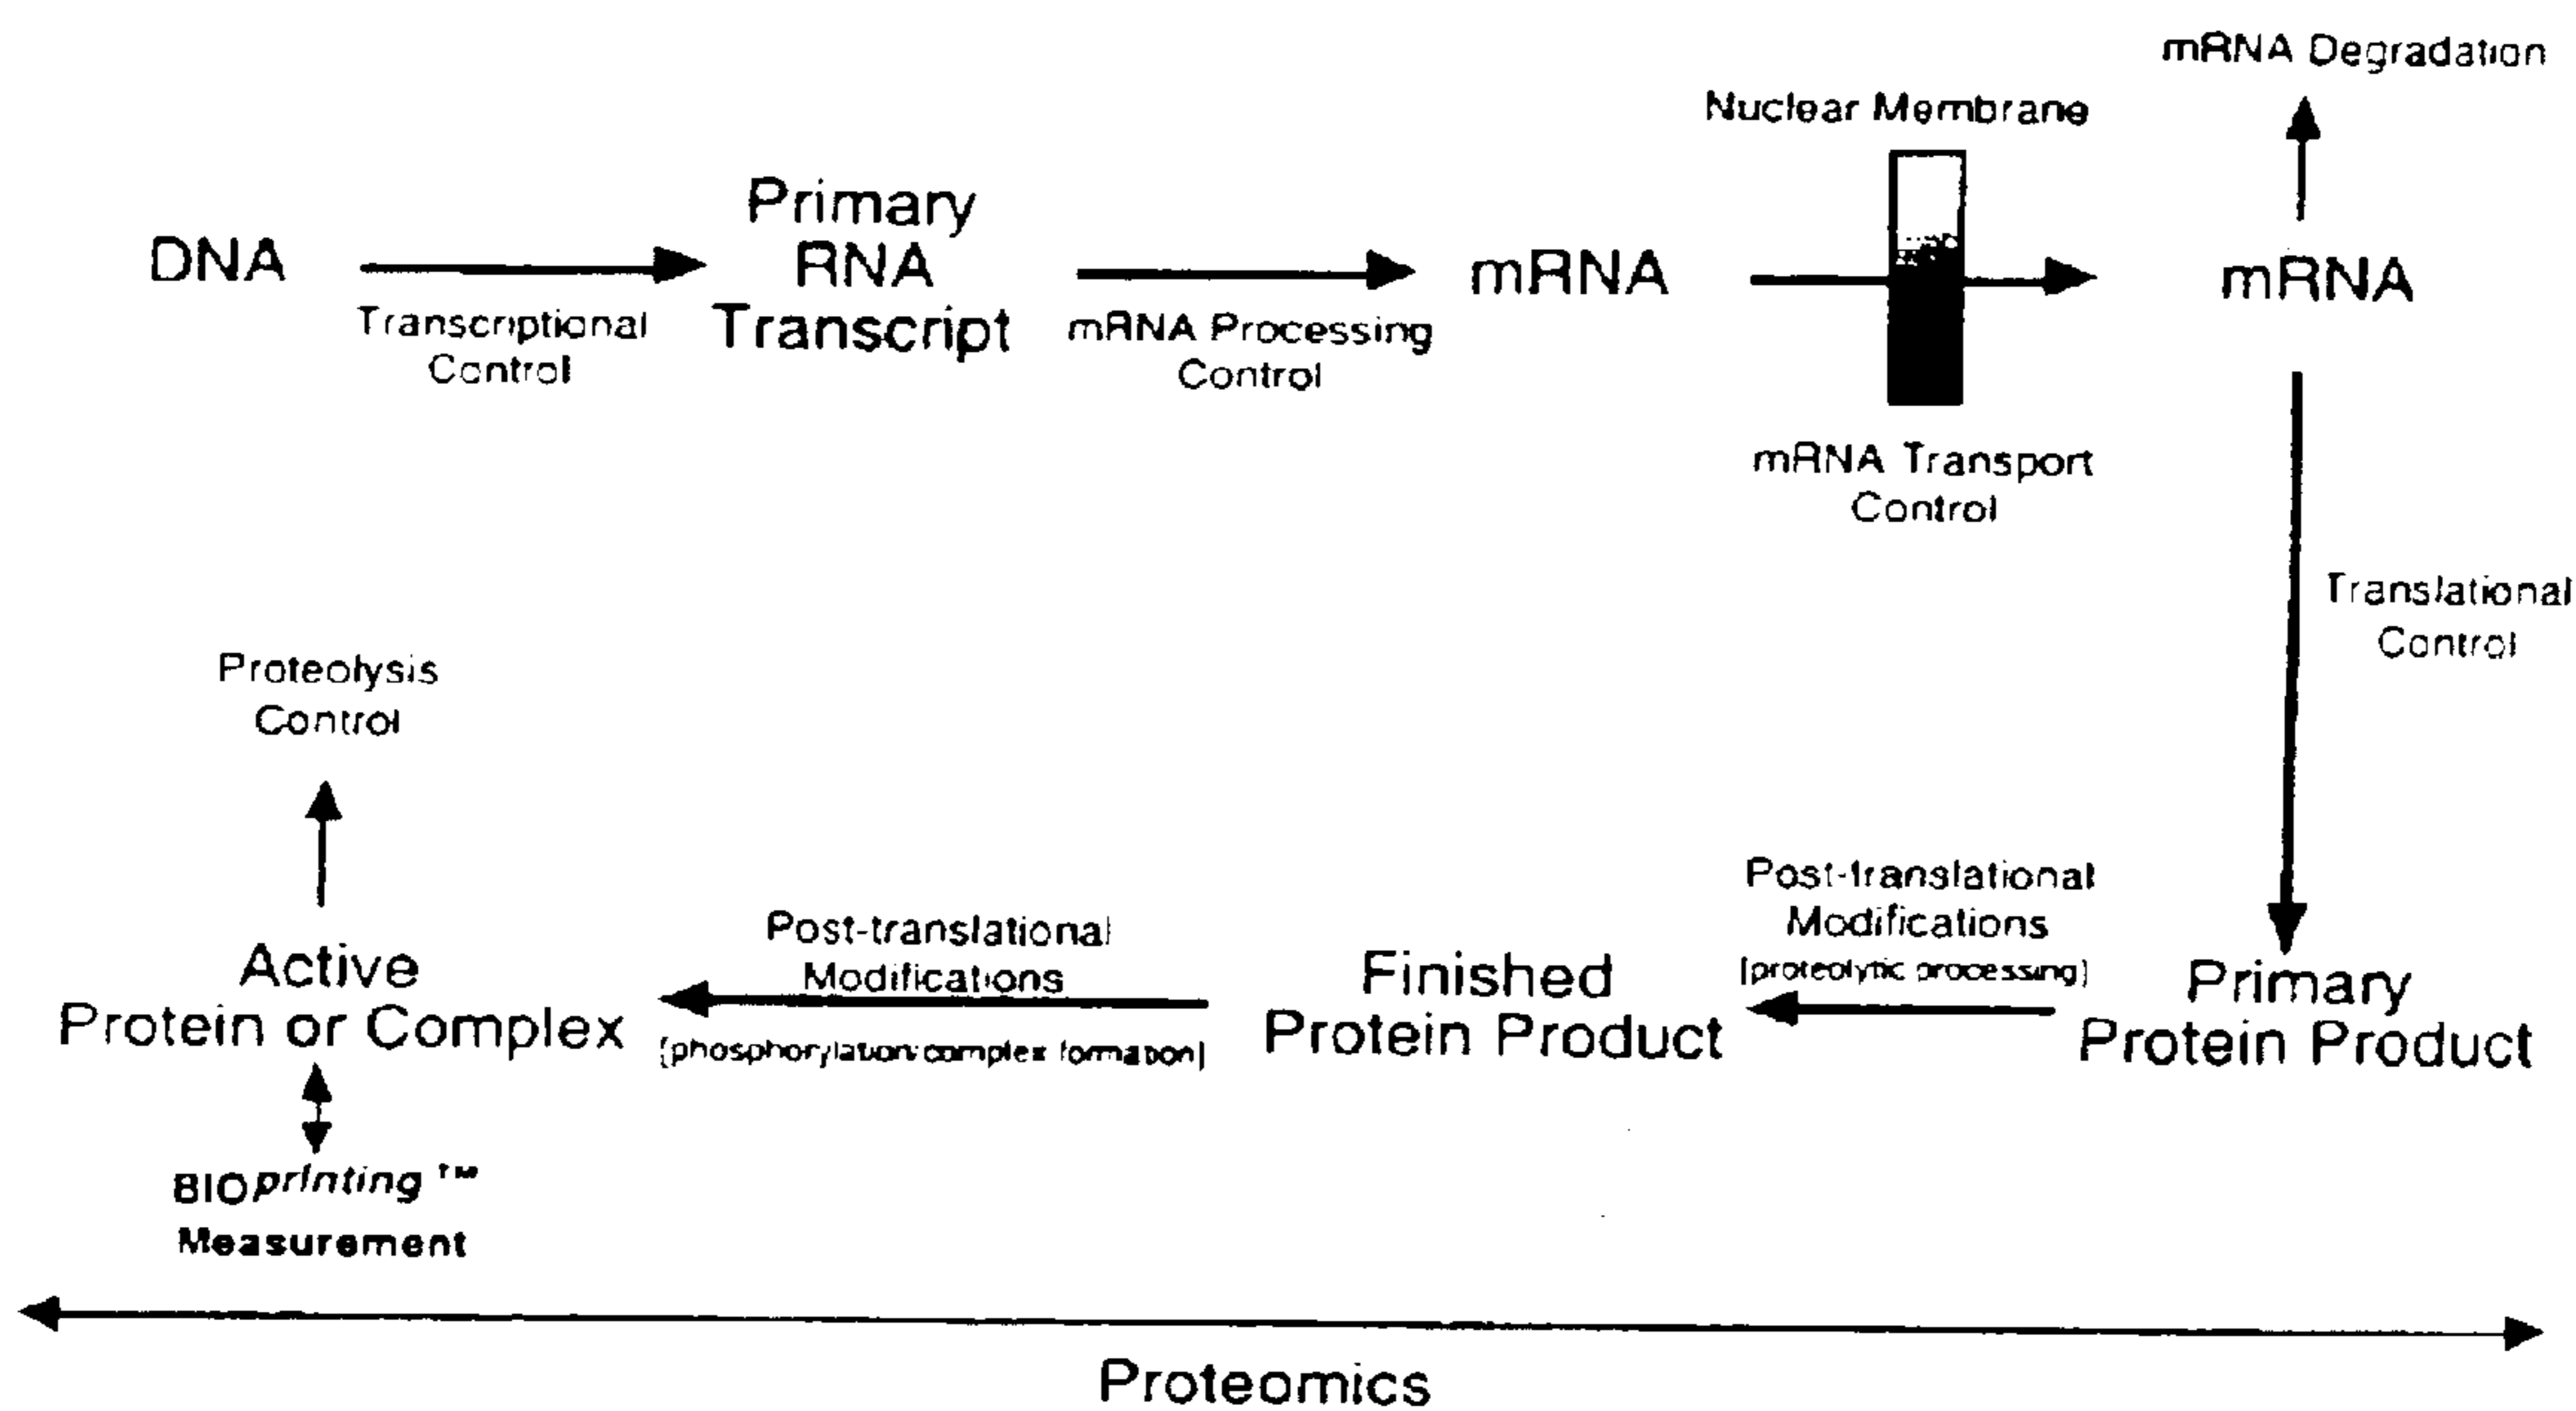 mRNA Degradation
Nuclear Membrane
DNA
Transcriptional
Control
Primary
RNA
Transcript
mRNA Processing
Control
mRNA
mRNA
mRNA Transport
Control
Translational
Control
Proteolysis
Control
Active
Protein or Complex
Post-translational
Modifications
[phosphorylation/complex formation]
Finished
Protein Product
Post-translational
Modifications
[proteolytic processing]
Primary
Protein Product
BIOprinting™
Measurement
Proteomics